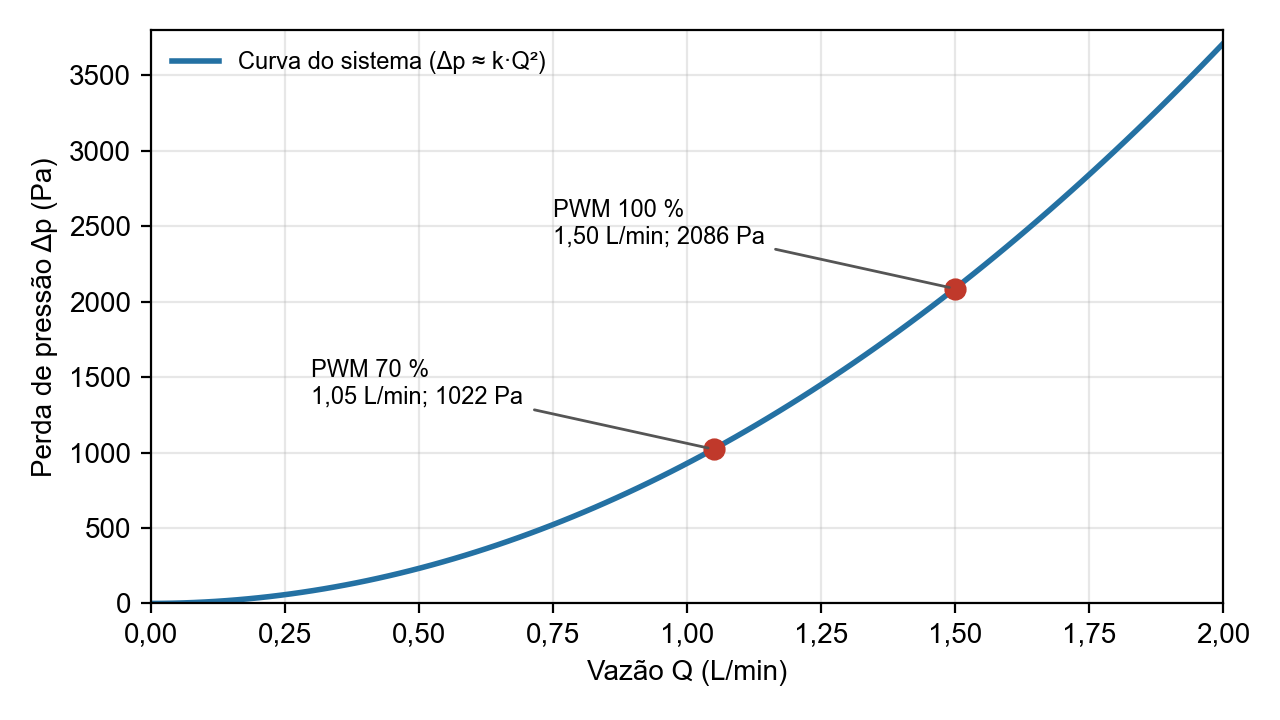 Curva do sistema (Δp ≈ k·Q²)
PWM 100 %
1,50 L/min; 2086 Pa
PWM 70 %
1,05 L/min; 1022 Pa
Perda de pressão Δp (Pa)
3500
3000
2500
2000
1500
1000
500
0
0,00 0,25 0,50 0,75 1,00 1,25 1,50 1,75 2,00
Vazão Q (L/min)